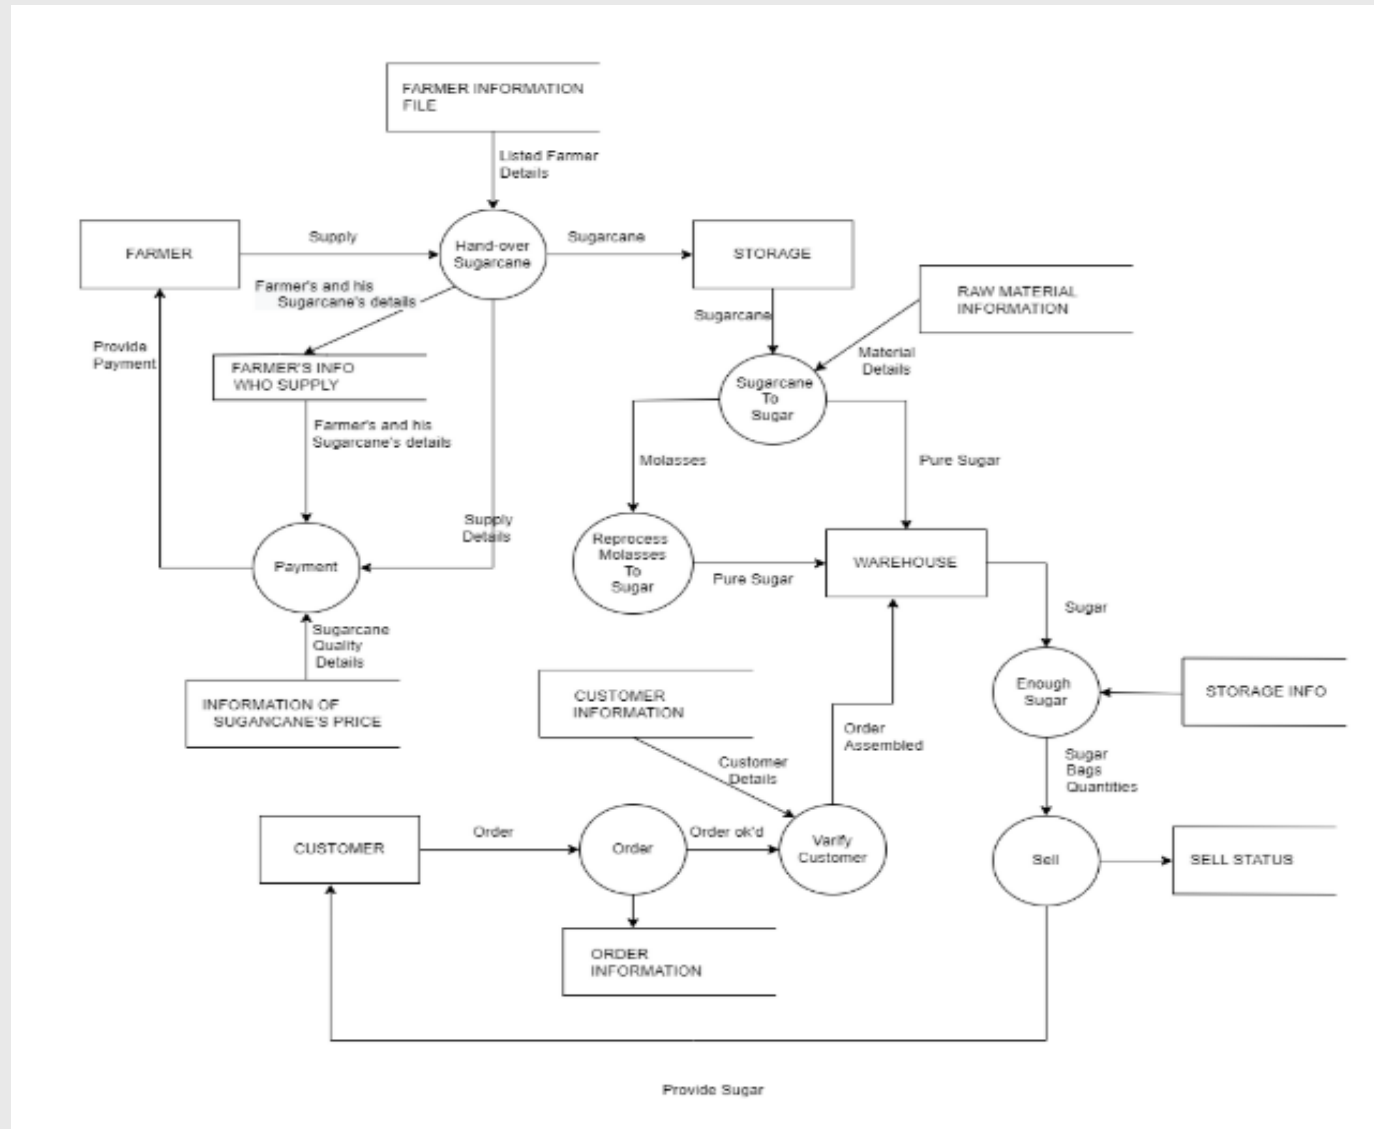 FARMER INFORMATION
FILE
Listed Farmer
Details
FARMER
Supply
Hand-over
Sugarcane
Sugarcane
STORAGE
Farmer's and his
Sugarcane's details
RAW MATERIAL
INFORMATION
Sugarcane
Provide
Payment
Material
Details
FARMER'S INFO
WHO SUPPLY
Sugarcane
To
Sugar
Farmer's and his
Sugarcane's details
Molasses
Pure Sugar
Supply
Details
Payment
Reprocess
Molasses
To
Sugar
Pure Sugar
WAREHOUSE
Sugar
Sugarcane
Quality
Details
INFORMATION OF
SUGANCANE'S PRICE
CUSTOMER
INFORMATION
Enough
Sugar
STORAGE INFO
Order
Assembled
Customer
Details
Sugar
Bags
Quantities
CUSTOMER
Order
Order
Order ok'd
Varify
Customer
Sell
SELL STATUS
ORDER
INFORMATION
Provide Sugar